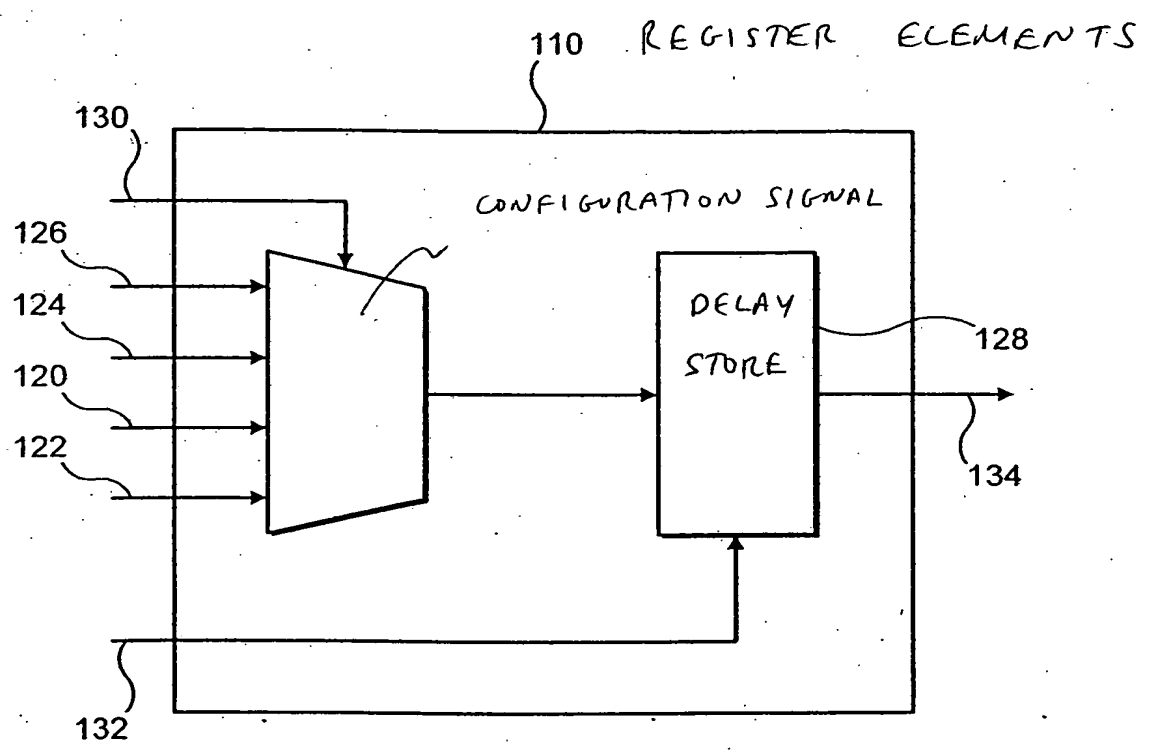 110 REGISTER ELEMENTS
130
CONFIGURATION SIGNAL
126
124
DELAY
128
STORE
120
122
134
132